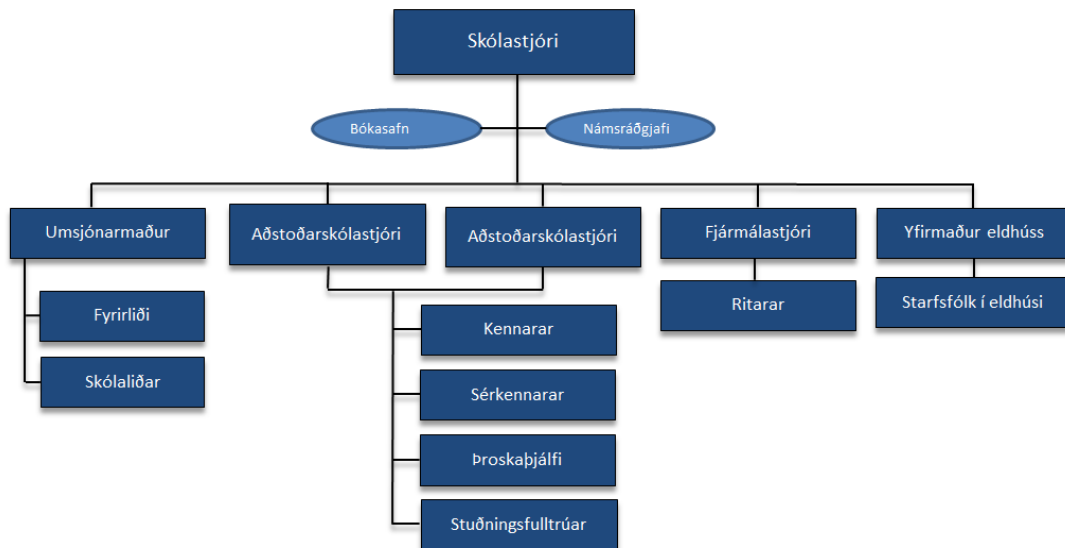 Skólastjóri
Bókasafn
Námsráðgjafi
Umsjónarmaður
Aðstoðarskólastjóri
Aðstoðarskólastjóri
Fjármálastjóri
Yfirmaður eldhúss
Fyrirliði
Skólaliðar
Kennarar
Sérkennarar
Þroskaþjálfi
Stuðningsfulltrúar
Ritarar
Starfsfólk í eldhúsi